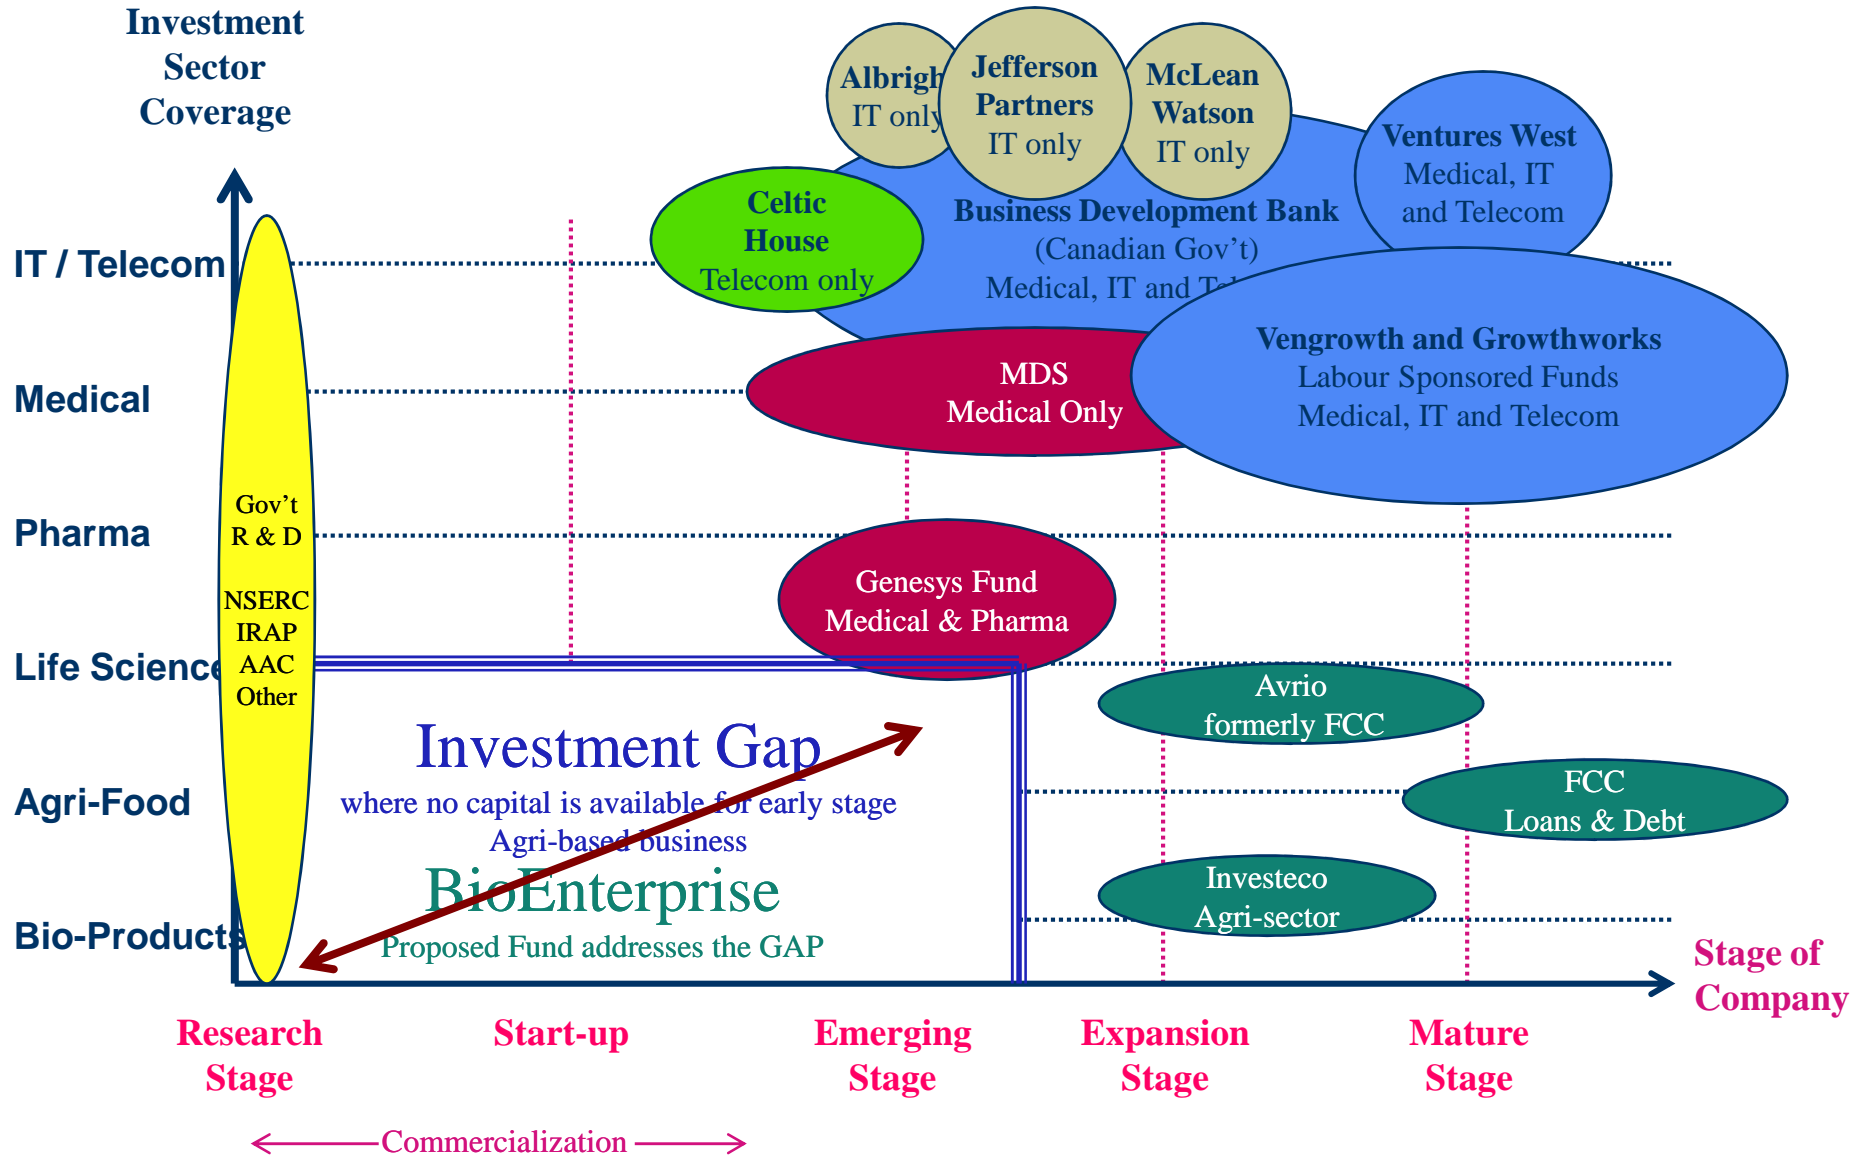 Investment
Sector
Coverage
Albrigh
IT only
Jefferson
Partners
IT only
McLean
Watson
IT only
Ventures West
Medical, IT
and Telecom
Celtic
House
Telecom only
Business Development Bank
(Canadian Gov’t)
Medical, IT and
Vengrowth and Growthworks
Labour Sponsored Funds
Medical, IT and Telecom
MDS
Medical Only
IT / Telecom
Medical
Pharma
Life Science
Agri-Food
Bio-Products
Gov’t
R & D
NSERC
IRAP
AAC
Other
Genesys Fund
Medical & Pharma
Avrio
formerly FCC
FCC
Loans & Debt
Investeco
Agri-sector
Investment Gap
where no capital is available for early stage
Agri-based business
BioEnterprise
Proposed Fund addresses the GAP
Stage of
Company
Research
Stage
Start-up
Emerging
Stage
Expansion
Stage
Mature
Stage
Commercialization